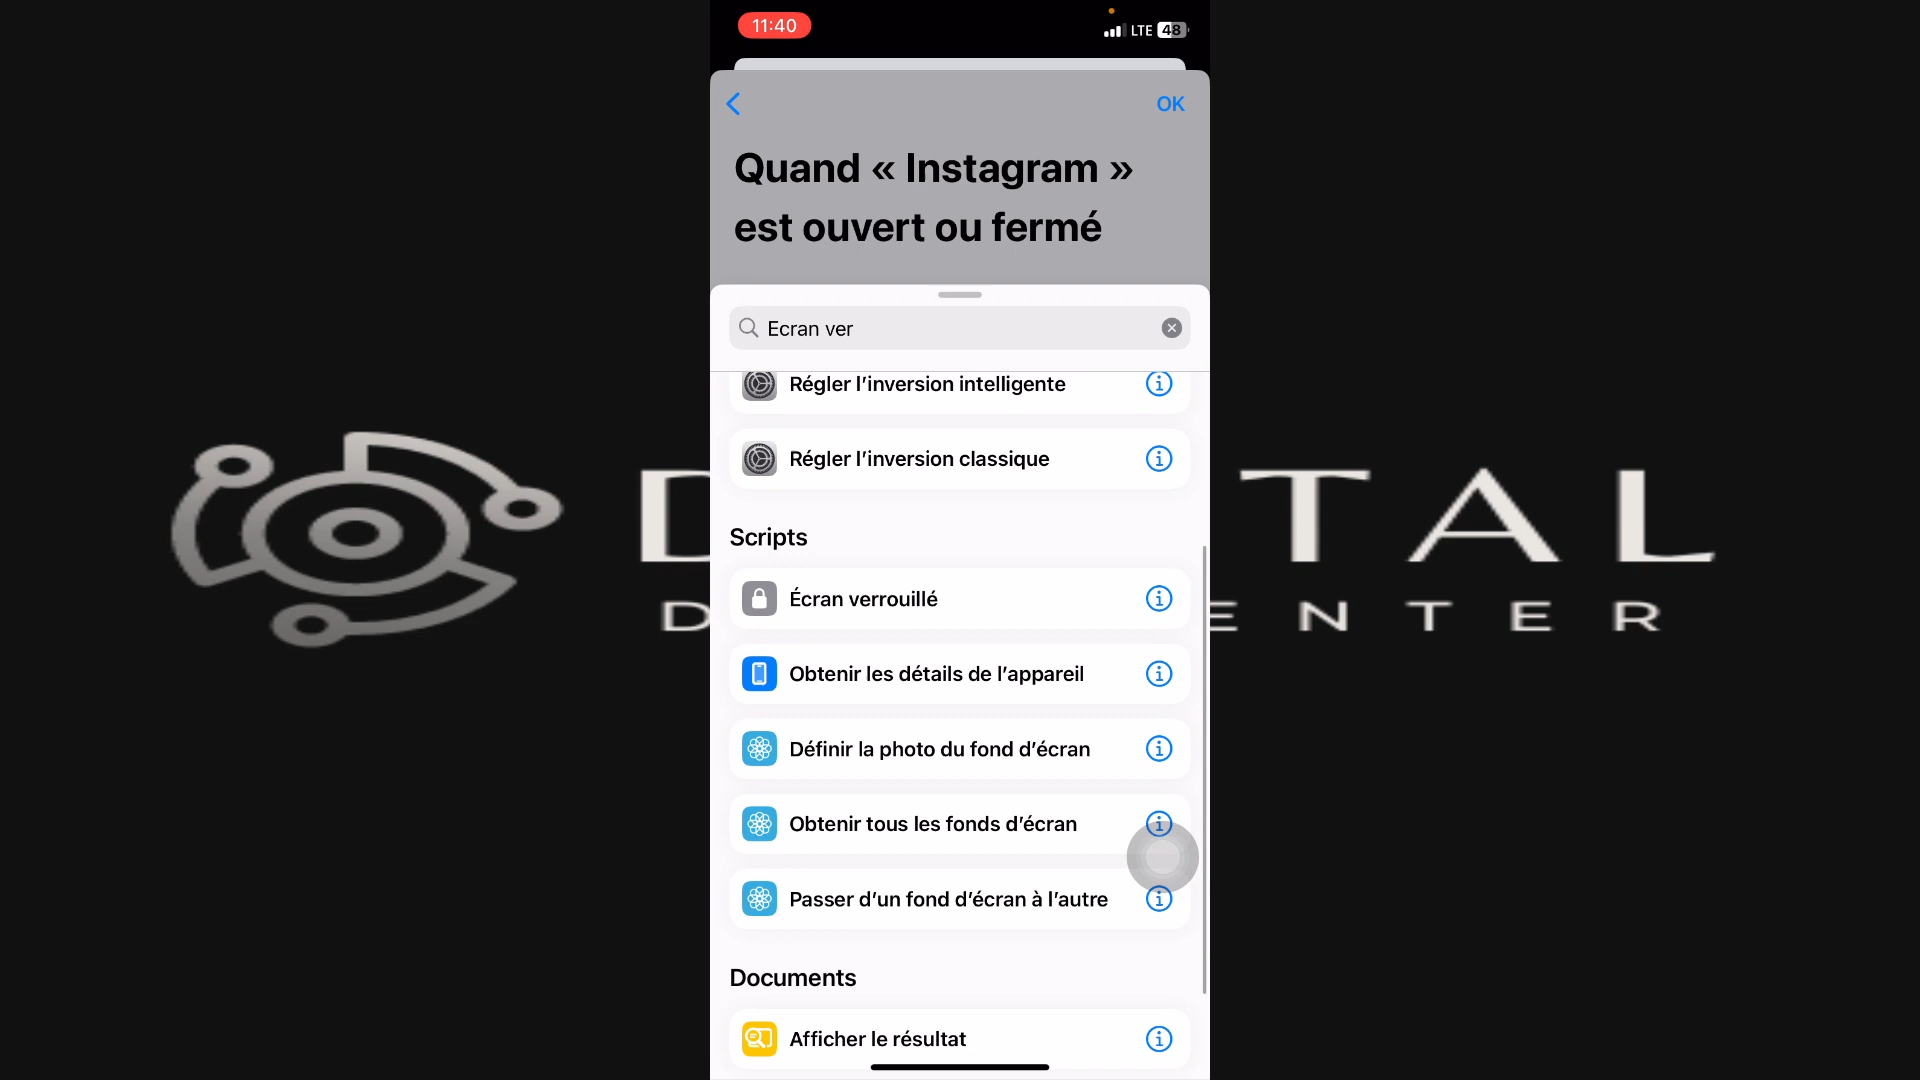 11:40
LTE 48
OK
Quand « Instagram »
est ouvert ou fermé
Ecran ver
Régler l’inversion intelligente
Régler l’inversion classique
Scripts
Écran verrouillé
Obtenir les détails de l’appareil
Définir la photo du fond d’écran
Obtenir tous les fonds d’écran
Passer d’un fond d’écran à l’autre
Documents
Afficher le résultat
TAL
ENTER